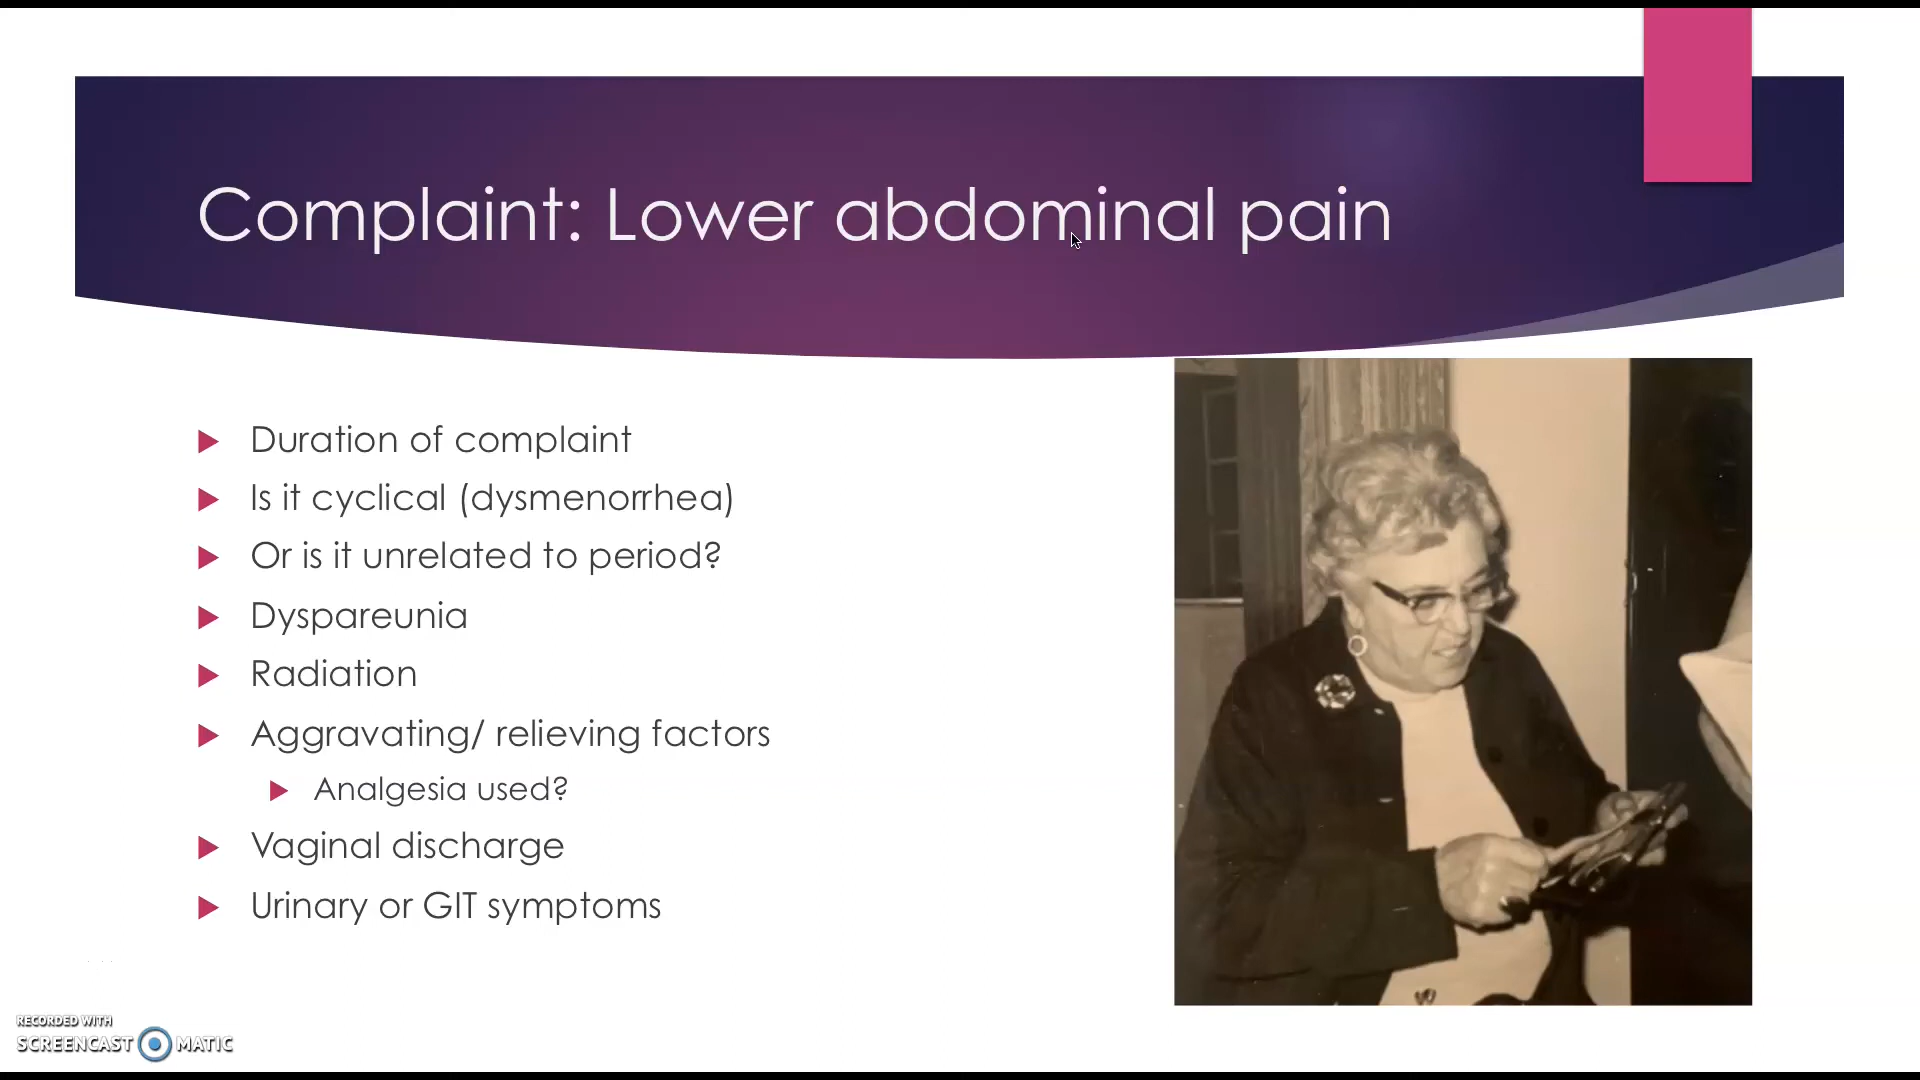 Complaint: Lower abdominal pain
Duration of complaint
Is it cyclical (dysmenorrhea)
Or is it unrelated to period?
Dyspareunia
Radiation
Aggravating/ relieving factors
Analgesia used?
Vaginal discharge
Urinary or GIT symptoms
RECORDED WITH
SCREENCAST MATIC